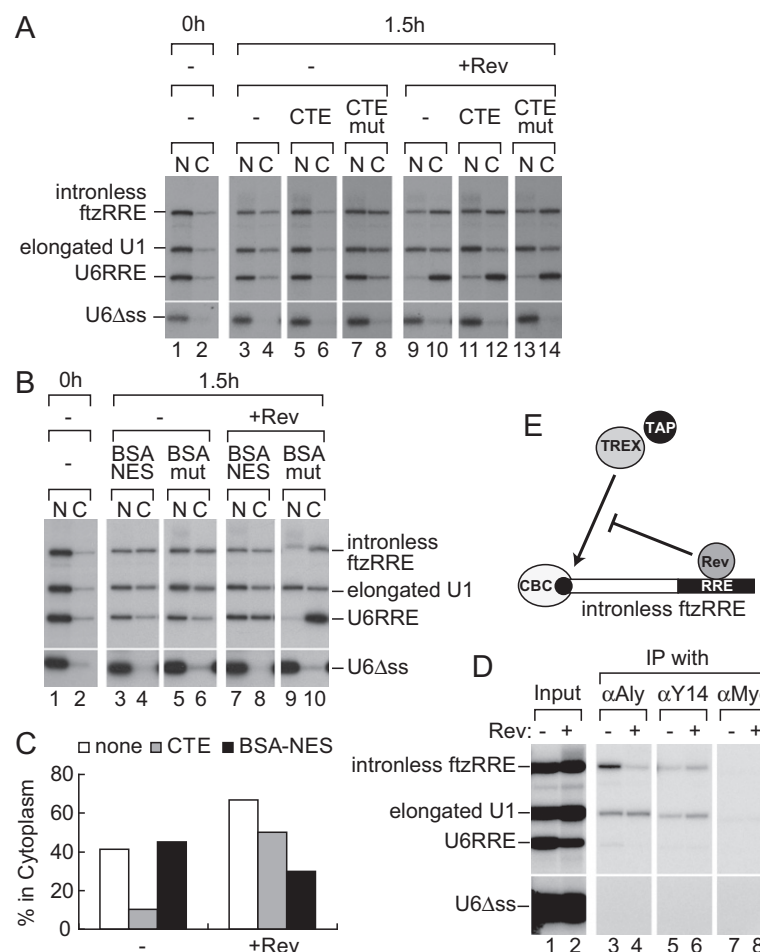 A
0h
1.5h
-
-
+Rev
-
-
CTE
CTE mut
-
CTE
CTE mut
N C
N C
N C
N C
N C
N C
N C
intronless
ftzRRE
elongated U1
U6RRE
U6Δss
1 2 3 4 5 6 7 8 9 10 11 12 13 14
B
0h
1.5h
-
-
+Rev
-
BSA NES
BSA mut
BSA NES
BSA mut
N C
N C
N C
N C
N C
intronless
ftzRRE
elongated U1
U6RRE
U6Δss
1 2 3 4 5 6 7 8 9 10
C
none CTE BSA-NES
% in Cytoplasm
80
60
40
20
0
-
+Rev
E
TAP
TREX
Rev
CBC
RRE
intronless ftzRRE
D
IP with
Input
αAly
αY14
Rev: - + - + - + -
intronless ftzRRE
elongated U1
U6RRE
U6Δss
1 2 3 4 5 6 7 8